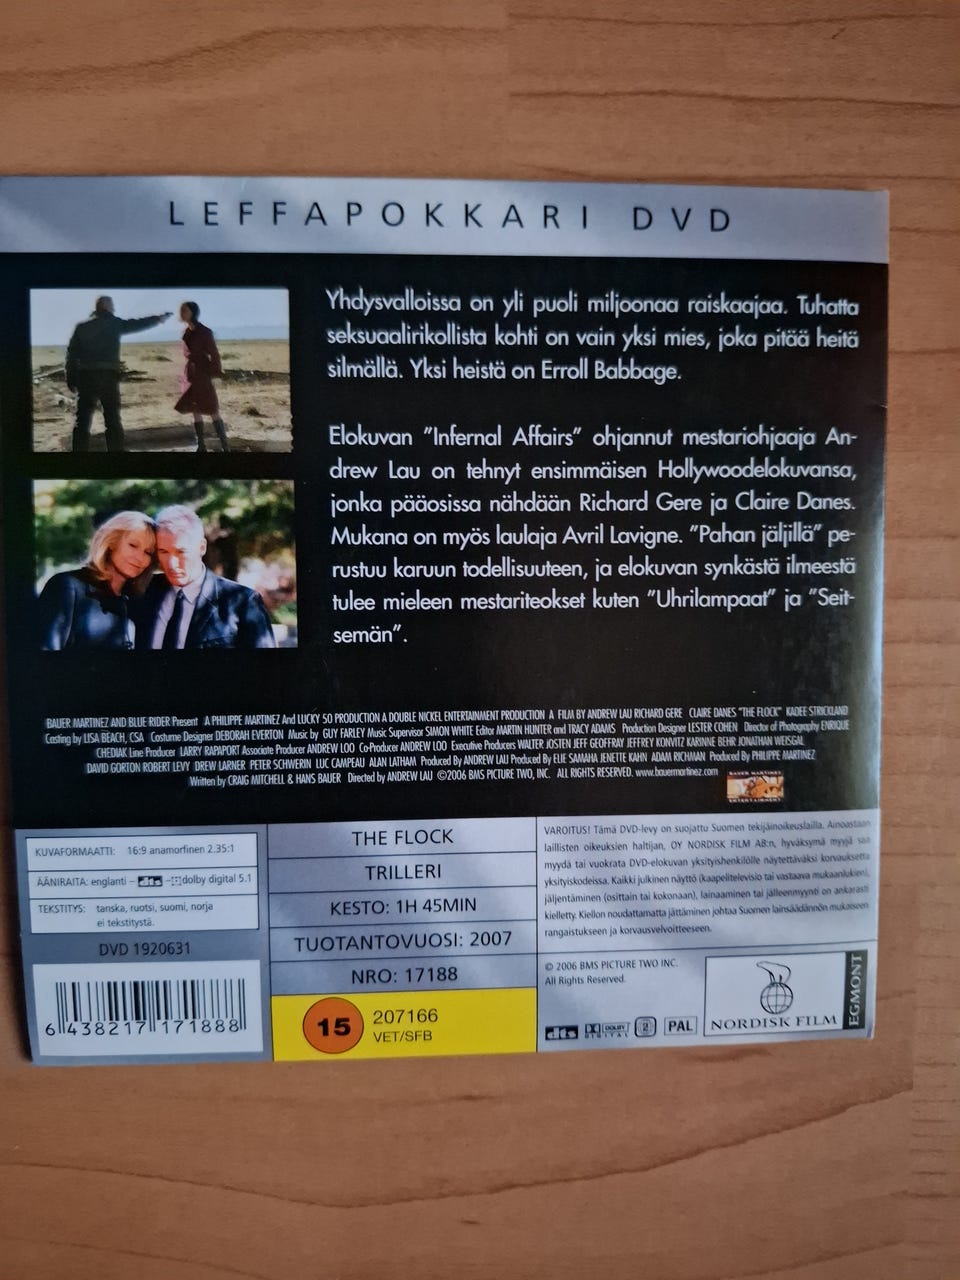 LEFFAPOKKARI DVD
Yhdysvalloissa on yli puoli miljoonaa raiskaajaa. Tuhatta
seksuaalirikollista kohti on vain yksi mies, joka pitää heitä
silmällä. Yksi heistä on Erroll Babbage.
Elokuvan ”Infernal Affairs” ohjannut mestariohjaaja An-
drew Lau on tehnyt ensimmäisen Hollywoodelokuvansa,
jonka pääosissa nähdään Richard Gere ja Claire Danes.
Mukana on myös laulaja Avril Lavigne. ”Pahan jäljillä” pe-
rustuu karuun todellisuuteen, ja elokuvan synkästä ilmeestä
tulee mieleen mestariteokset kuten ”Uhrilampaat” ja ”Seit-
semän”.
BAUER MARTINEZ AND BLUE RIDER Present A PHILIPPE MARTINEZ And LUCKY 50 PRODUCTION A DOUBLE NICKEL ENTERTAINMENT PRODUCTION A FILM BY ANDREW LAU RICHARD GERE CLAIRE DANES "THE FLOCK" KADEE STRICKLAND
Casting by LISA BEACH, CSA Costume Designer DEBORAH EVERTON Music by GUY FARLEY Music Supervisor SIMON WHITE Editor MARTIN HUNTER and TRACY ADAMS Production Designer LESTER COHEN Director of Photography ENRIQUE
CHEDIAK Line Producer LARRY RAPAPORT Associate Producer ANDREW LOO Co-Producer ANDREW LOO Executive Producers WALTER JOSTEN JEFF GEOFFRAY JEFFREY KONVITZ KARINNE BEHR JONATHAN WEISGAL
DAVID GORTON ROBERT LEVY DREW LARNER PETER SCHWERIN LUC CAMPEAU ALAN LATHAM Produced By ANDREW LAU Produced By ELIE SAMAHA JENETTE KAHN ADAM RICHMAN Produced By PHILIPPE MARTINEZ
Written by CRAIG MITCHELL & HANS BAUER Directed by ANDREW LAU ©2006 BMS PICTURE TWO, INC. ALL RIGHTS RESERVED. www.bauermartinez.com
BAUER MARTINEZ
ENTERTAINMENT
KUVAFORMAATTI: 16:9 anamorfinen 2.35:1
ÄÄNIRAITA: englanti – dts – dolby digital 5.1
TEKSTITYS: tanska, ruotsi, suomi, norja
ei tekstitystä.
DVD 1920631
6 438217 171888
THE FLOCK
TRILLERI
KESTO: 1H 45MIN
TUOTANTOVUOSI: 2007
NRO: 17188
15 207166
VET/SFB
VAROITUS! Tämä DVD-levy on suojattu Suomen tekijäinoikeuslailla. Ainoastaan
laillisten oikeuksien haltijan, OY NORDISK FILM AB:n, hyväksymä myyjä saa
myydä tai vuokrata DVD-elokuvan yksityishenkilölle näytettäväksi korvauksetta
yksityiskodeissa. Kaikki julkinen näyttö (kaapelitelevisio tai vastaava mukaanlukien),
jäljentäminen (osittain tai kokonaan), lainaaminen tai jälleenmyynti on ankarasti
kielletty. Kiellon noudattamatta jättäminen johtaa Suomen lainsäädännön mukaiseen
rangaistukseen ja korvausvelvoitteeseen.
© 2006 BMS PICTURE TWO INC.
All Rights Reserved.
dts DOLBY DIGITAL 2 PAL
NORDISK FILM
EGMONT